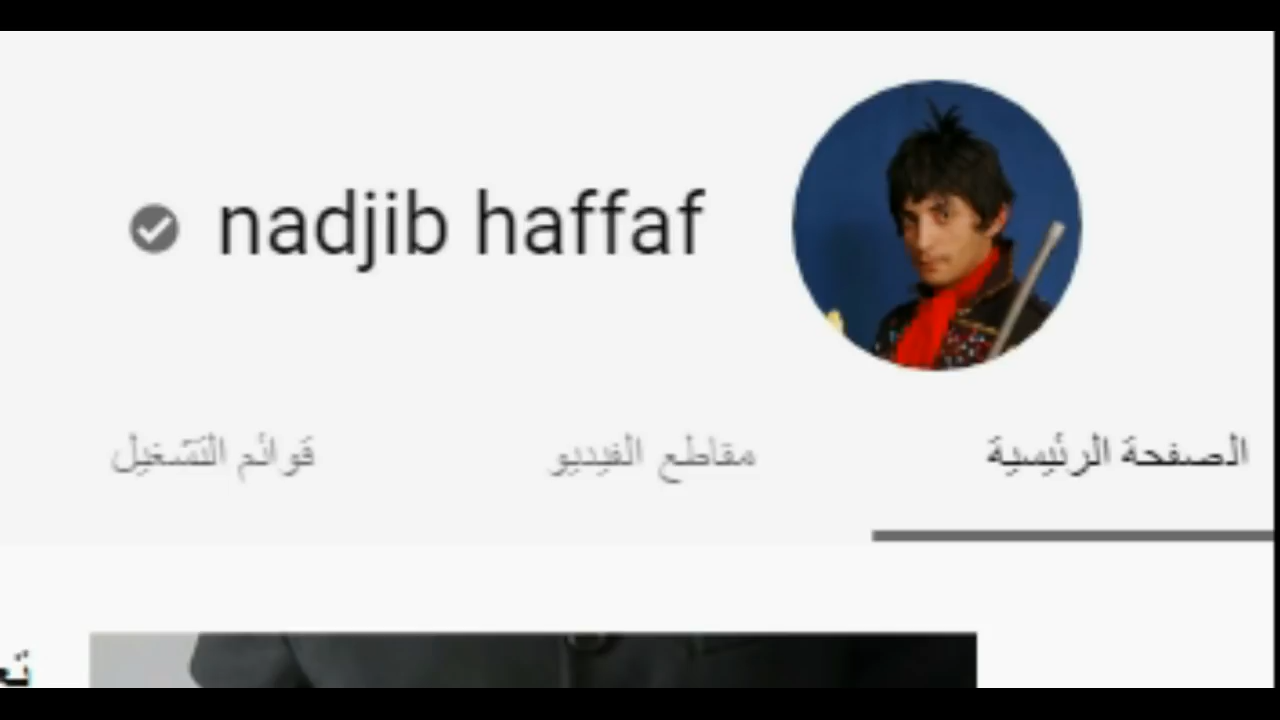 nadjib haffaf
الصفحة الرئيسية
مقاطع الفيديو
قوائم التشغيل